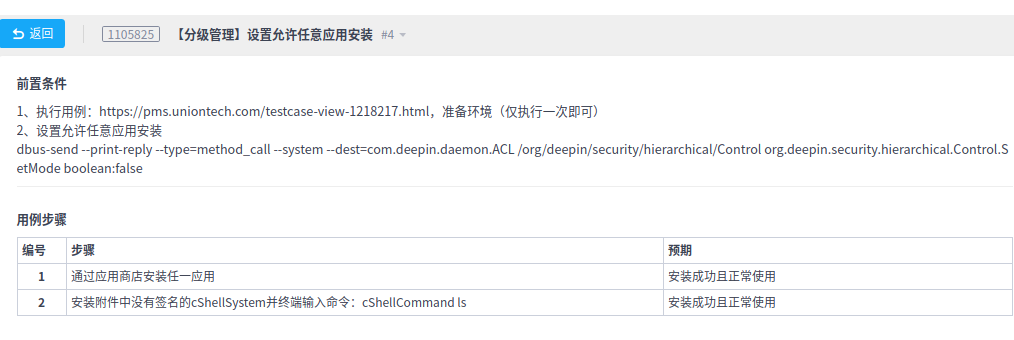 返回 1105825 【分级管理】设置允许任意应用安装 #4
前置条件
1、执行用例：https://pms.uniontech.com/testcase-view-1218217.html，准备环境（仅执行一次即可）
2、设置允许任意应用安装
dbus-send --print-reply --type=method_call --system --dest=com.deepin.daemon.ACL /org/deepin/security/hierarchical/Control org.deepin.security.hierarchical.Control.S
etMode boolean:false
用例步骤
编号 步骤 预期
1 通过应用商店安装任一应用 安装成功且正常使用
2 安装附件中没有签名的cShellSystem并终端输入命令：cShellCommand ls 安装成功且正常使用